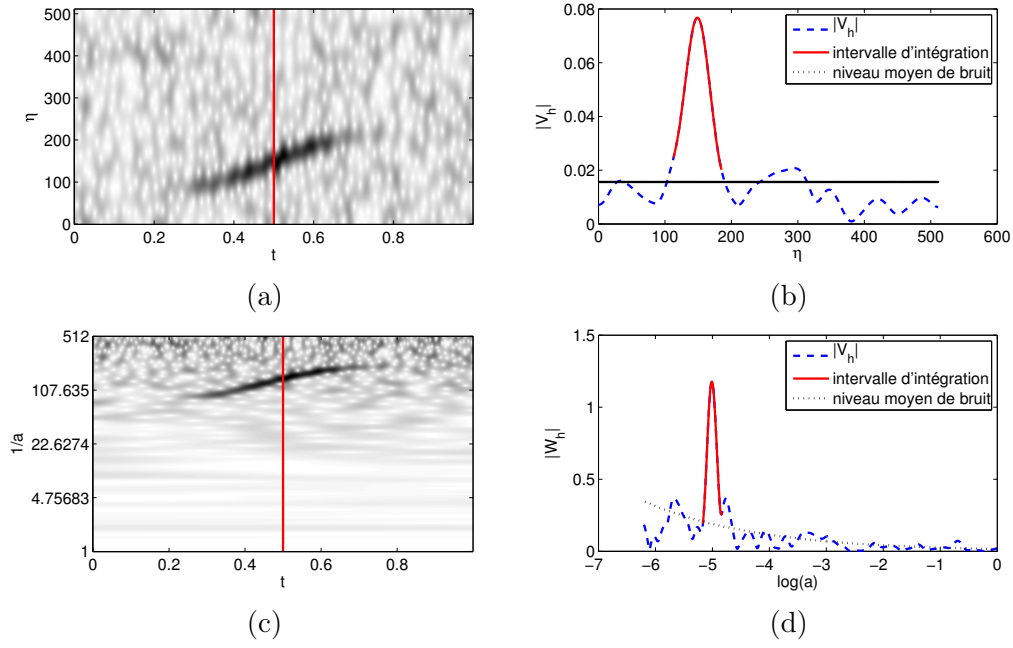 500
400
300
200
100
0
η
0
0.2
0.4
0.6
0.8
t
(a)
0.08
0.06
0.04
0.02
0
|V_h|
0
100
200
300
400
500
600
η
|V_h|
intervalle d'intégration
niveau moyen de bruit
(b)
512
107.635
22.6274
4.75683
1
1/a
0
0.2
0.4
0.6
0.8
t
(c)
1.5
1
0.5
0
|W_h|
−7
−6
−5
−4
−3
−2
−1
0
log(a)
|V_h|
intervalle d'intégration
niveau moyen de bruit
(d)